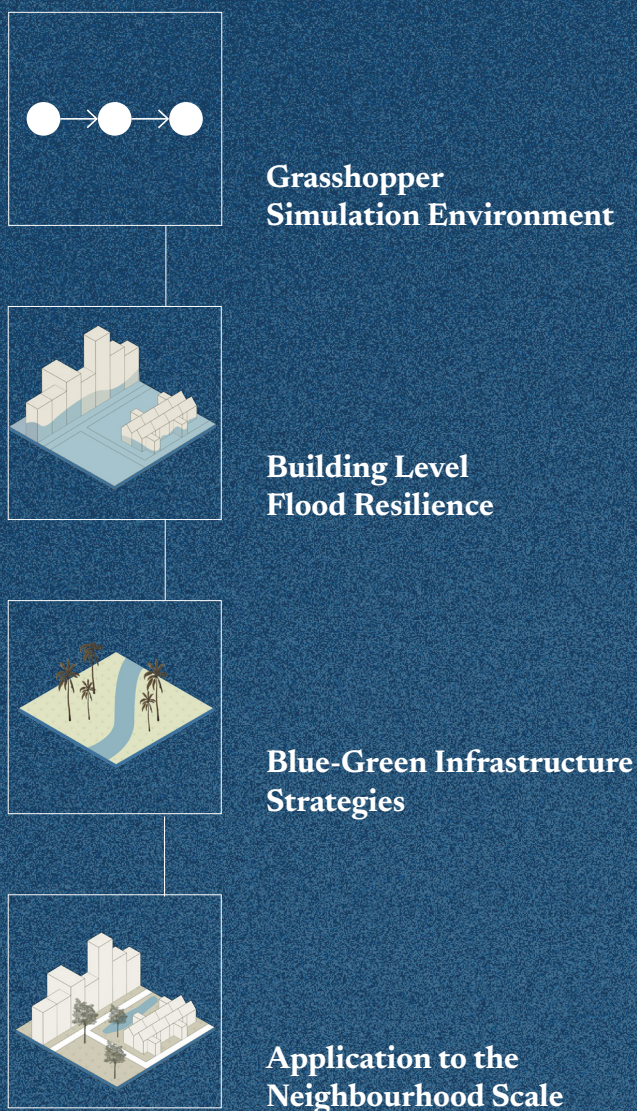 Grasshopper
Simulation Environment
Building Level
Flood Resilience
Blue-Green Infrastructure
Strategies
Application to the
Neighbourhood Scale